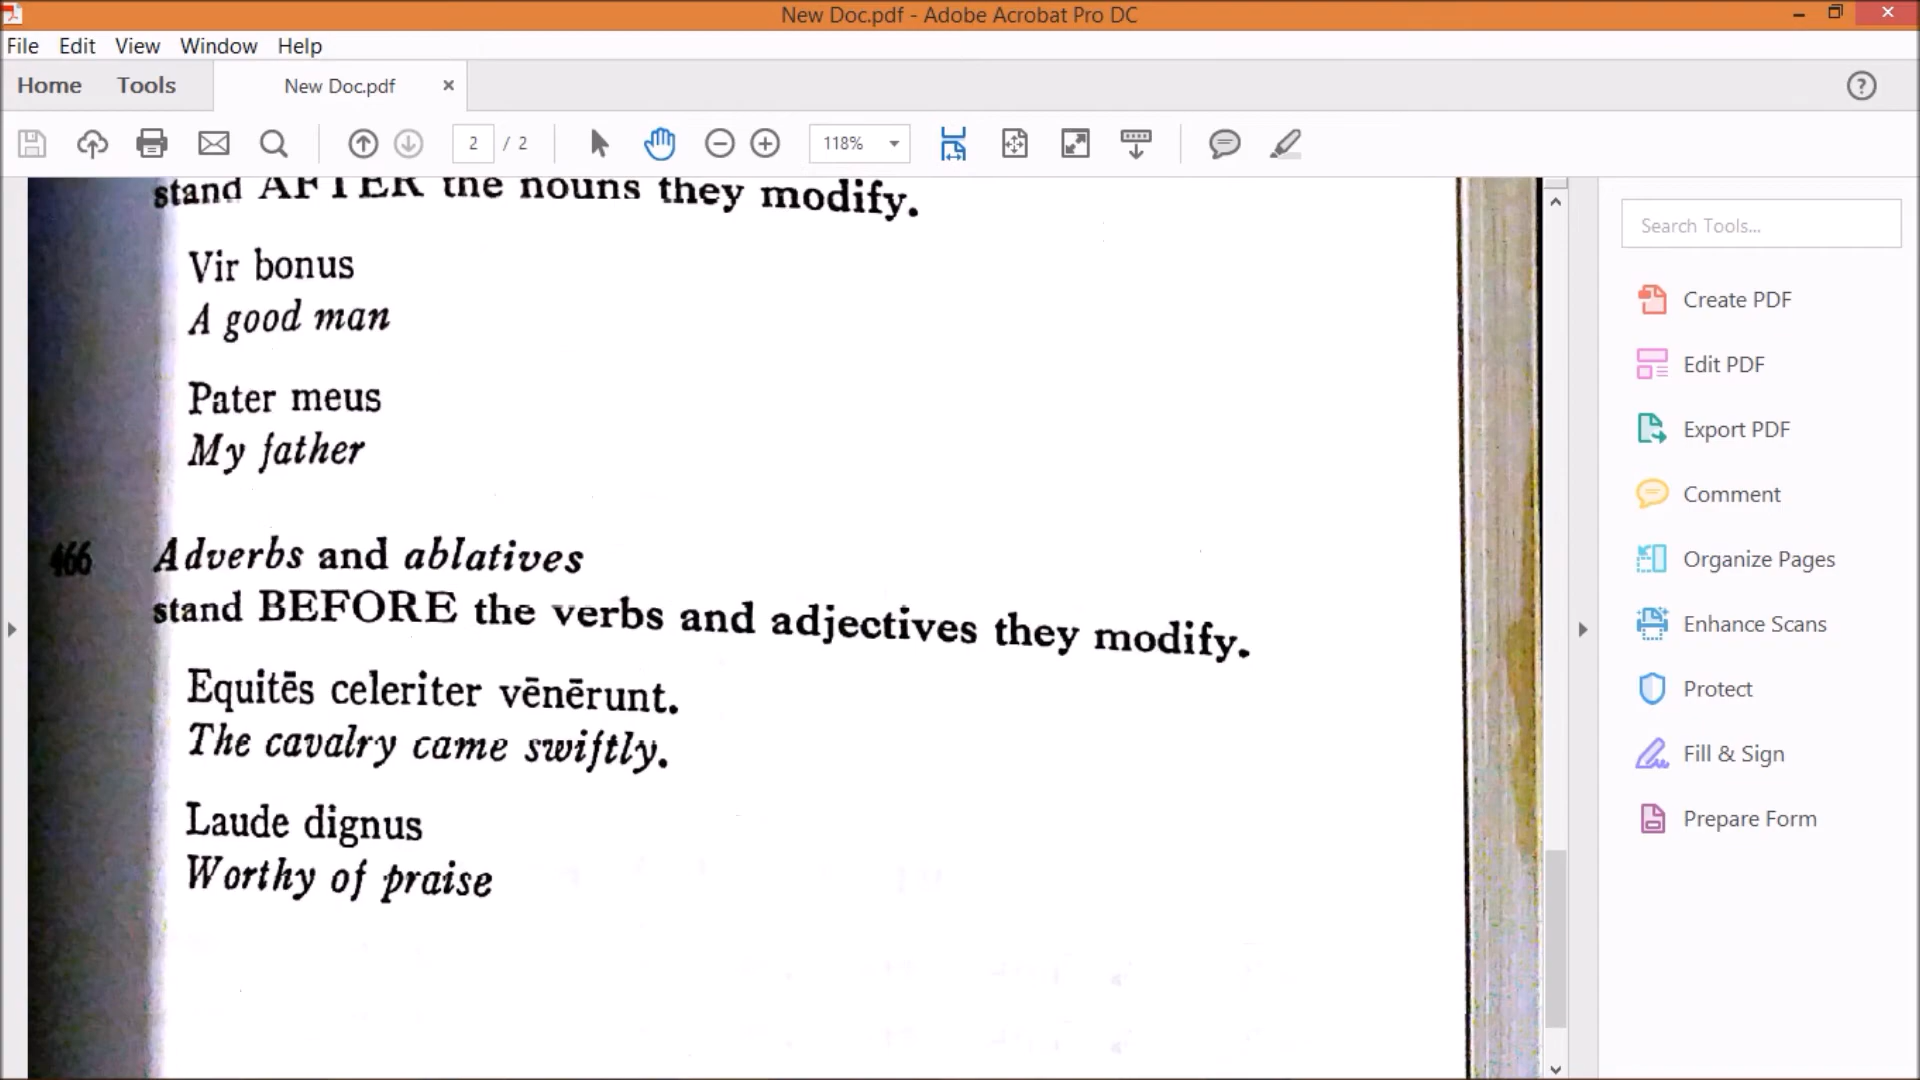 New Doc.pdf - Adobe Acrobat Pro DC
File Edit View Window Help
Home Tools New Doc.pdf
2 / 2 118%
stand AFTER the nouns they modify.
Vir bonus
A good man
Pater meus
My father
466 Adverbs and ablatives
stand BEFORE the verbs and adjectives they modify.
Equitēs celeriter vēnērunt.
The cavalry came swiftly.
Laude dignus
Worthy of praise
Search Tools...
Create PDF
Edit PDF
Export PDF
Comment
Organize Pages
Enhance Scans
Protect
Fill & Sign
Prepare Form